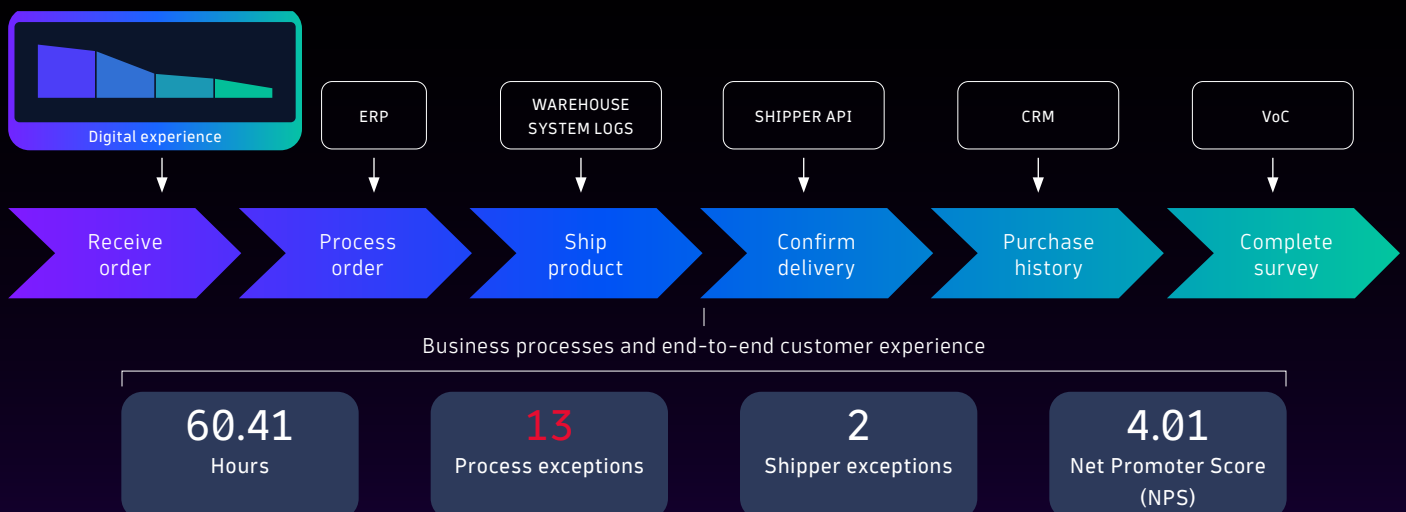 Digital experience
ERP
WAREHOUSE
SYSTEM LOGS
SHIPPER API
CRM
VoC
Receive
order
Process
order
Ship
product
Confirm
delivery
Purchase
history
Complete
survey
Business processes and end-to-end customer experience
60.41
Hours
13
Process exceptions
2
Shipper exceptions
4.01
Net Promoter Score
(NPS)